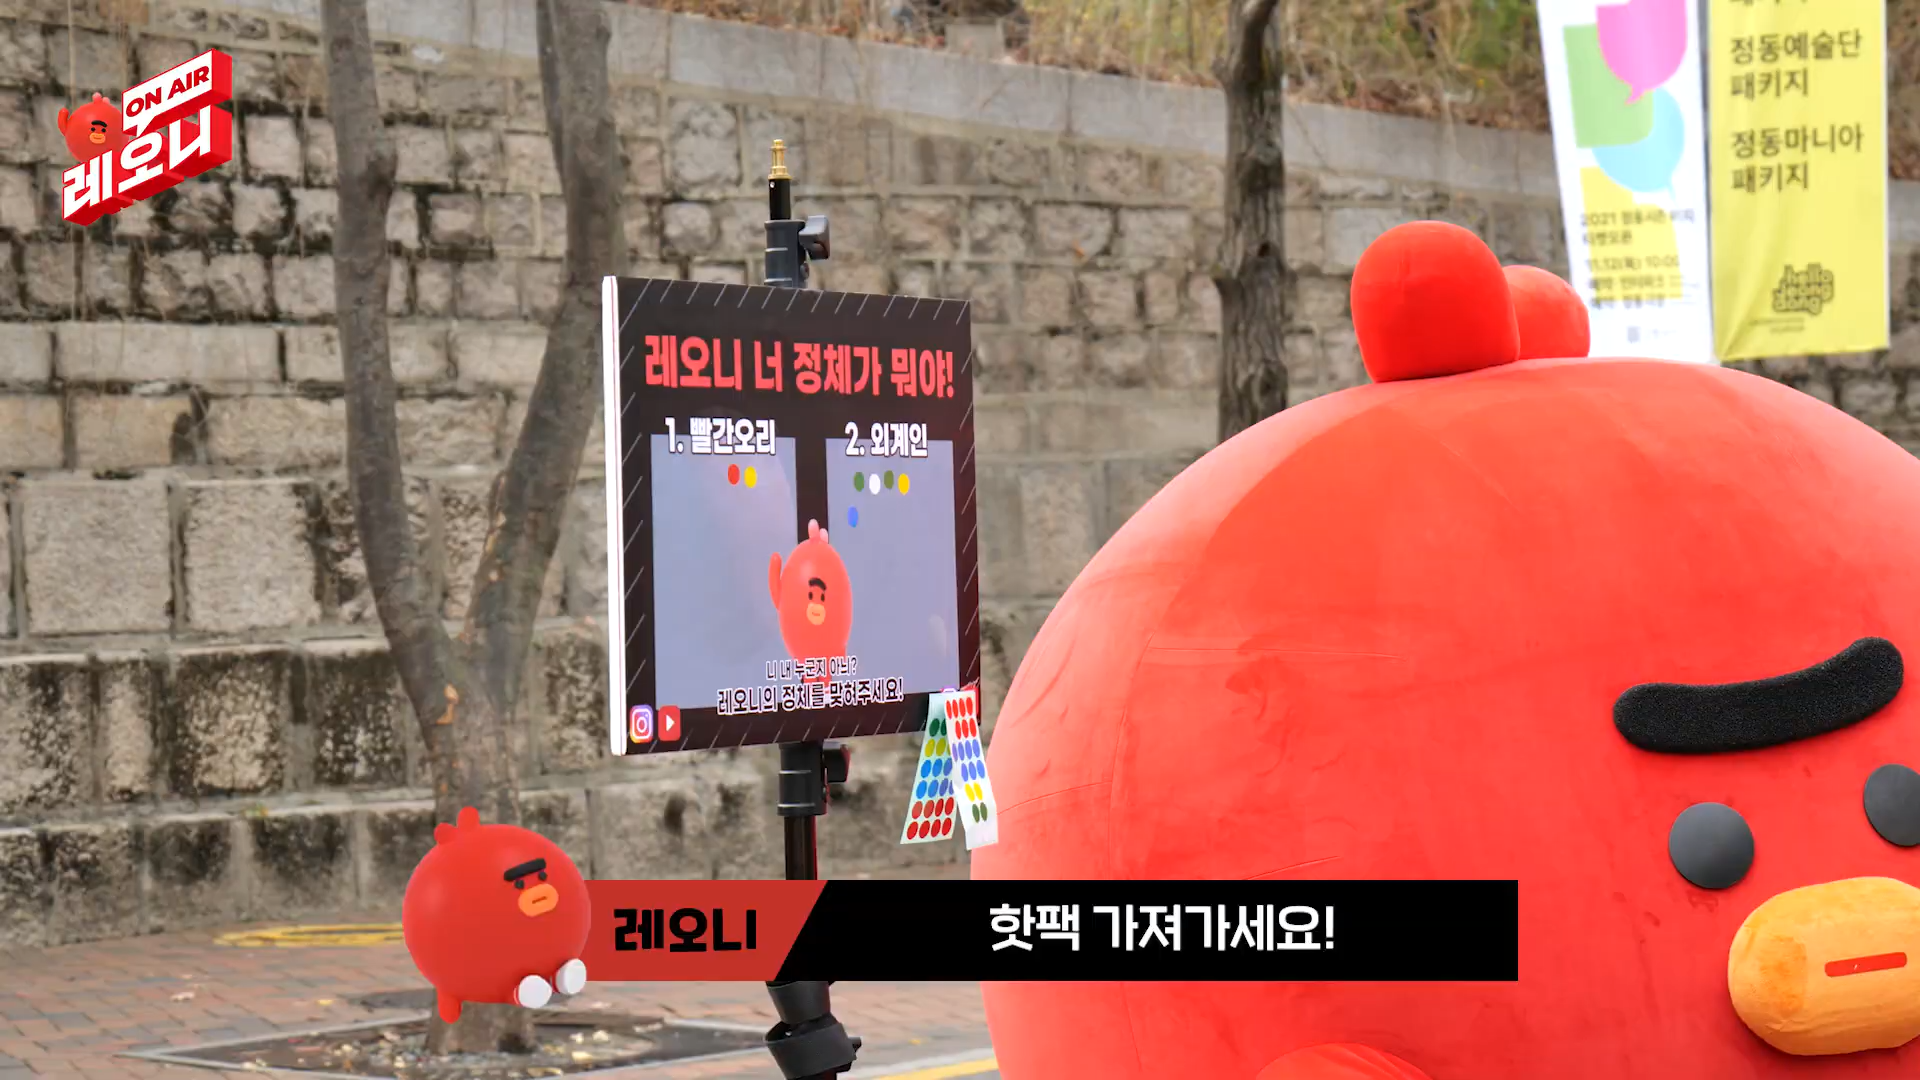 ON AIR
레오니
정동예술단
패키지
정동마니아
패키지
레오니 너 정체가 뭐야!
1. 빨간오리
2. 외계인
니 내 누군지 아늬?
레오니의 정체를 맞혀주세요!
레오니
핫팩 가져가세요!